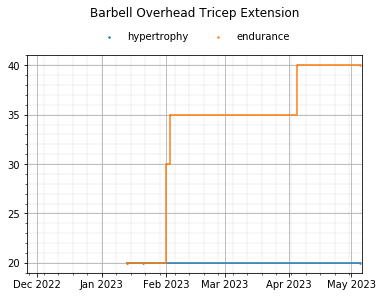 Barbell Overhead Tricep Extension
hypertrophy endurance
40
35
30
25
20
Dec 2022 Jan 2023 Feb 2023 Mar 2023 Apr 2023 May 2023